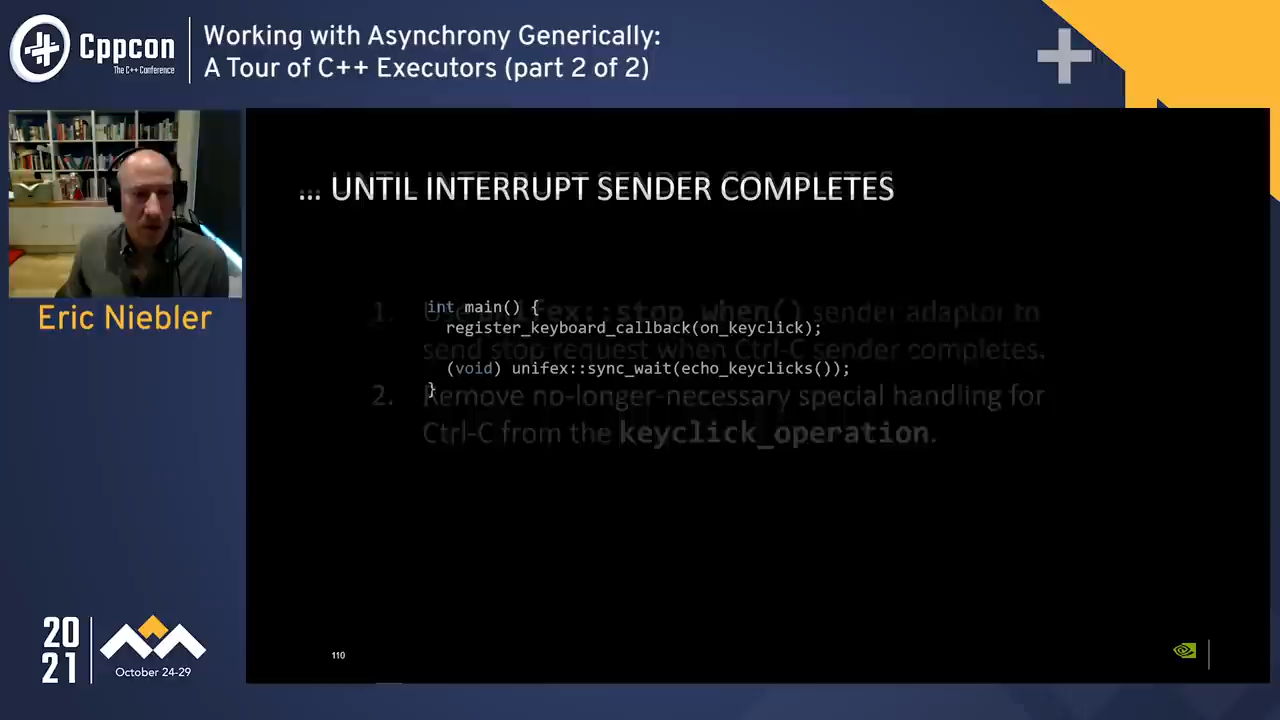 Cppcon
The C++ Conference
Working with Asynchrony Generically:
A Tour of C++ Executors (part 2 of 2)
Eric Niebler
20
21
October 24-29
... UNTIL INTERRUPT SENDER COMPLETES
int main() {
register_keyboard_callback(on_keyclick);
(void) unifex::sync_wait(echo_keyclicks());
}
1. Use unifex::stop_when() sender adaptor to
send stop request when Ctrl-C sender completes.
2. Remove no-longer-necessary special handling for
Ctrl-C from the keyclick_operation.
110